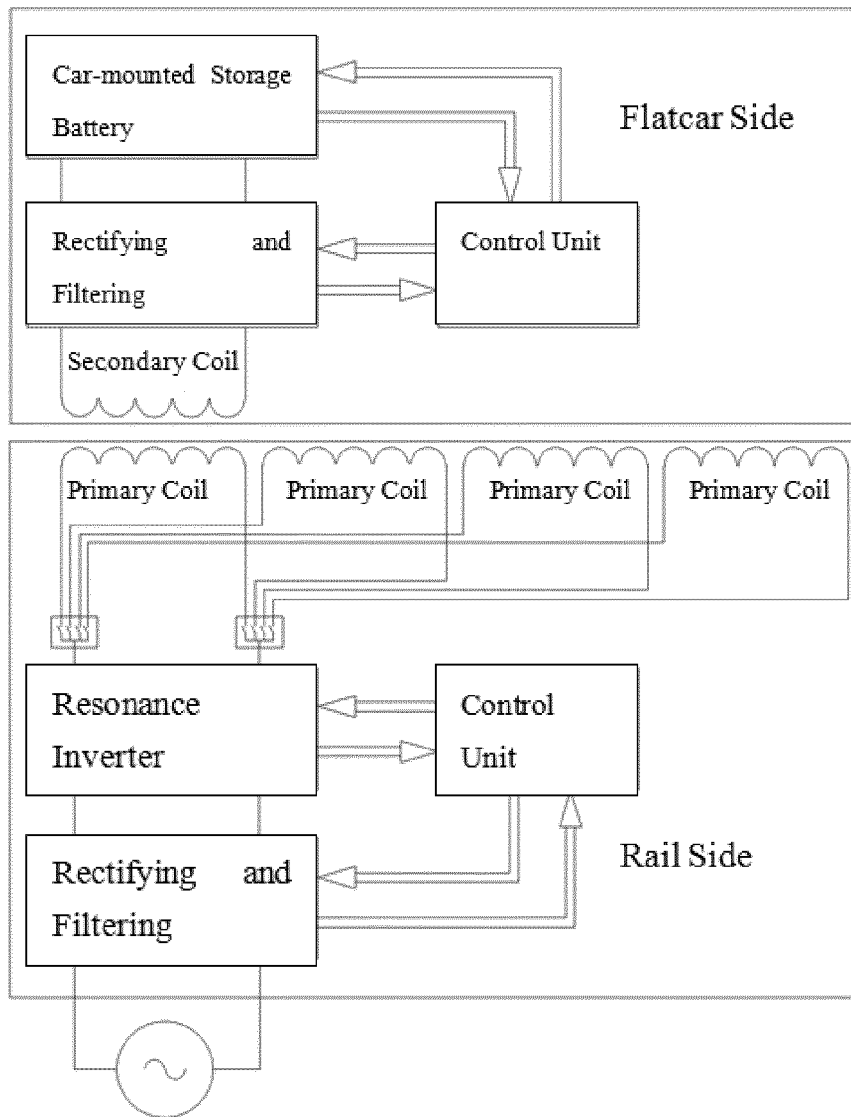 Car-mounted Storage
Battery
Flatcar Side
Rectifying and
Filtering
Control Unit
Secondary Coil
Primary Coil
Primary Coil
Primary Coil
Primary Coil
Resonance
Inverter
Control
Unit
Rail Side
Rectifying and
Filtering